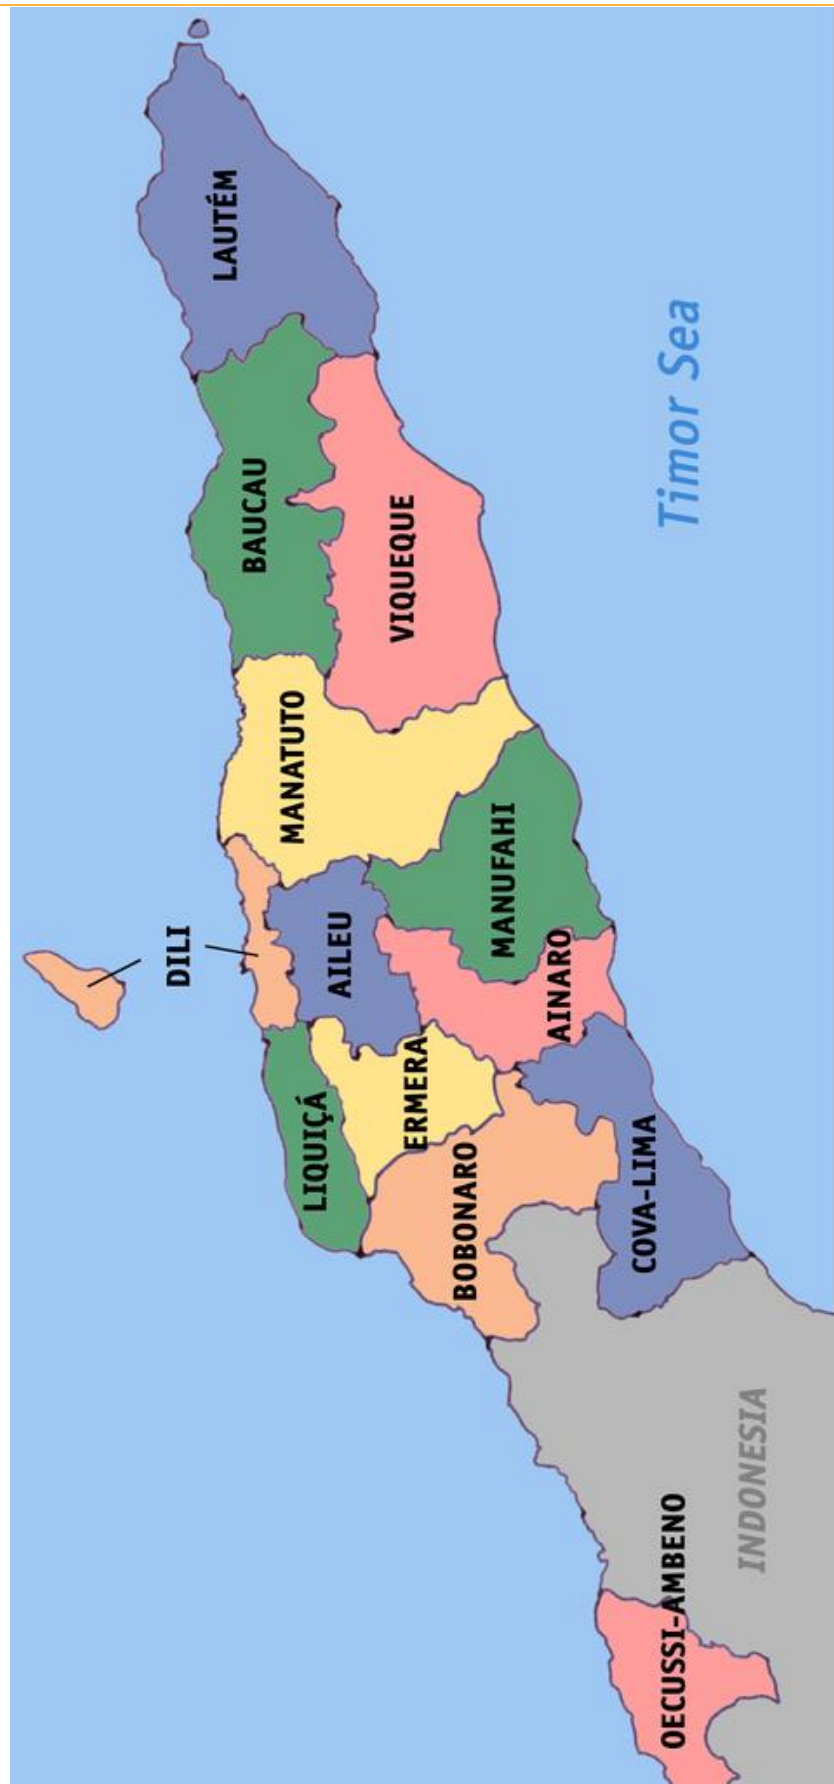 LAUTÉM
BAUCAU
VIQUEQUE
MANATUTO
MANUFAHI
DILI
AILEU
AINARO
LIQUIÇÁ
ERMERA
BOBONARO
COVA-LIMA
OECUSSI-AMBENO
INDONESIA
Timor Sea